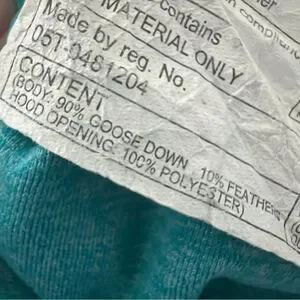 contains
MATERIAL ONLY
Made by reg. No.
05T-0481204
CONTENT
(BODY: 90% GOOSE DOWN 10% FEATHERS
HOOD OPENING: 100% POLYESTER)